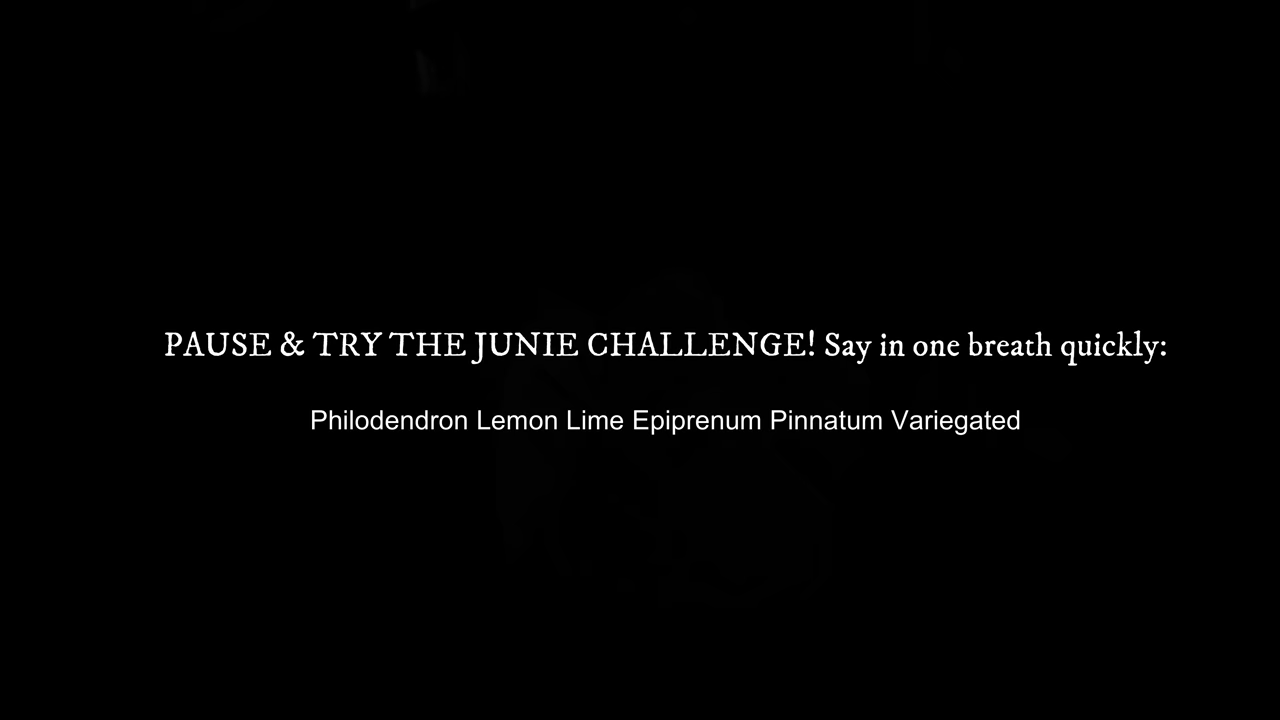 PAUSE & TRY THE JUNIE CHALLENGE! Say in one breath quickly:
Philodendron Lemon Lime Epiprenum Pinnatum Variegated